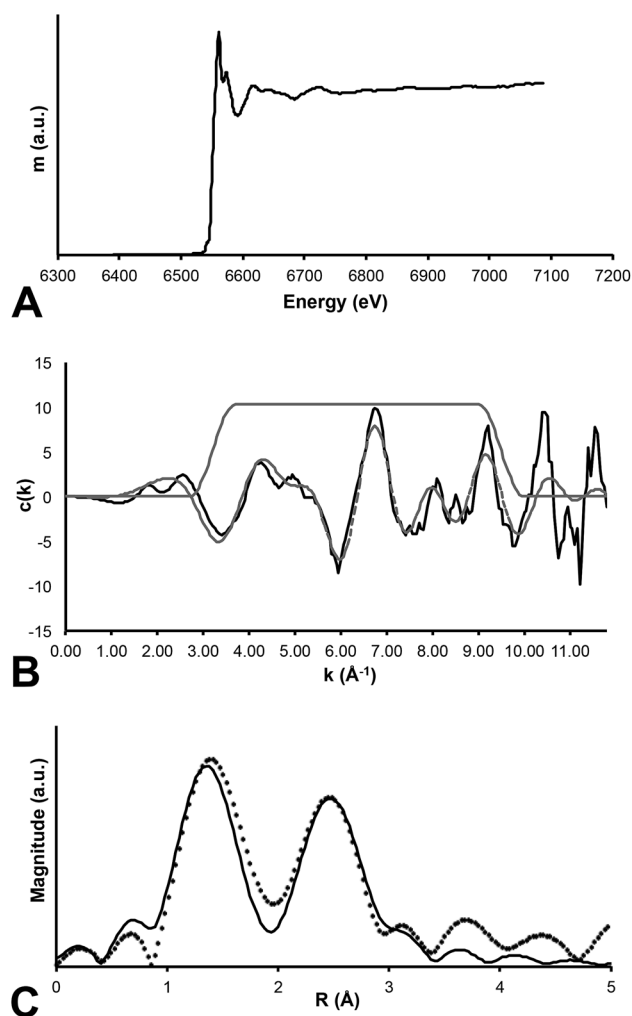 m (a.u.)
6300 6400 6500 6600 6700 6800 6900 7000 7100 7200
Energy (eV)
A
15
10
5
0
-5
-10
-15
c(k)
0.00 1.00 2.00 3.00 4.00 5.00 6.00 7.00 8.00 9.00 10.00 11.00
k (Å-1)
B
Magnitude (a.u.)
0 1 2 3 4 5
R (Å)
C